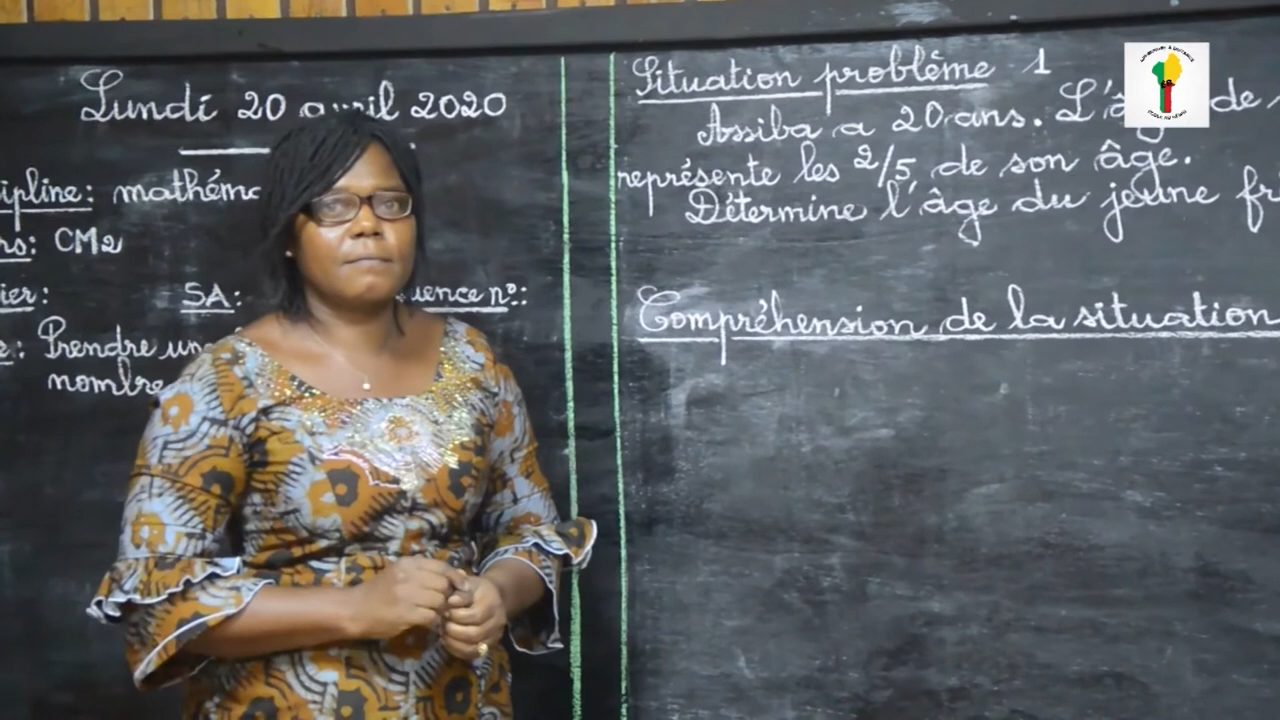 Lundi 20 avril 2020
ipline: mathéma
rs: CM2
ier: SA: uence n°:
e: Prendre un
nombre
Situation problème 1
Assiba a 20 ans. L'âge de
représente les 2/5 de son âge.
Détermine l'âge du jeune fr
Compréhension de la situation